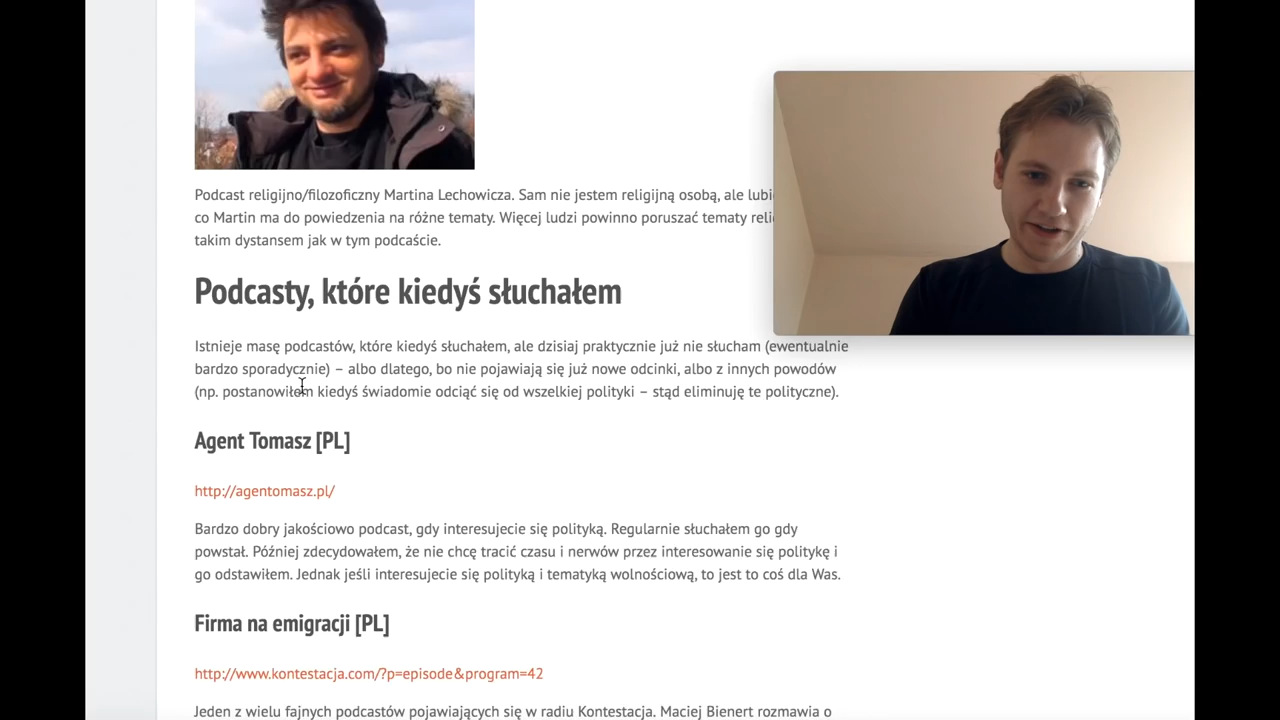 Podcast religijno/filozoficzny Martina Lechowicza. Sam nie jestem religijną osobą, ale
co Martin ma do powiedzenia na różne tematy. Więcej ludzi powinno poruszać tematy
takim dystansem jak w tym podcaście.
Podcasty, które kiedyś słuchałem
Istnieje masę podcastów, które kiedyś słuchałem, ale dzisiaj praktycznie już nie słucham (ewentualnie
bardzo sporadycznie) – albo dlatego, bo nie pojawiają się już nowe odcinki, albo z innych powodów
(np. postanowiłem kiedyś świadomie odciąć się od wszelkiej polityki – stąd eliminuję te polityczne).
Agent Tomasz [PL]
http://agentomasz.pl/
Bardzo dobry jakościowo podcast, gdy interesujecie się polityką. Regularnie słuchałem go gdy
powstał. Później zdecydowałem, że nie chcę tracić czasu i nerwów przez interesowanie się politykę i
go odstawiłem. Jednak jeśli interesujecie się polityką i tematyką wolnościową, to jest to coś dla Was.
Firma na emigracji [PL]
http://www.kontestacja.com/?p=episode&program=42
Jeden z wielu fajnych podcastów pojawiających się w radiu Kontestacja. Maciej Bienert rozmawia o